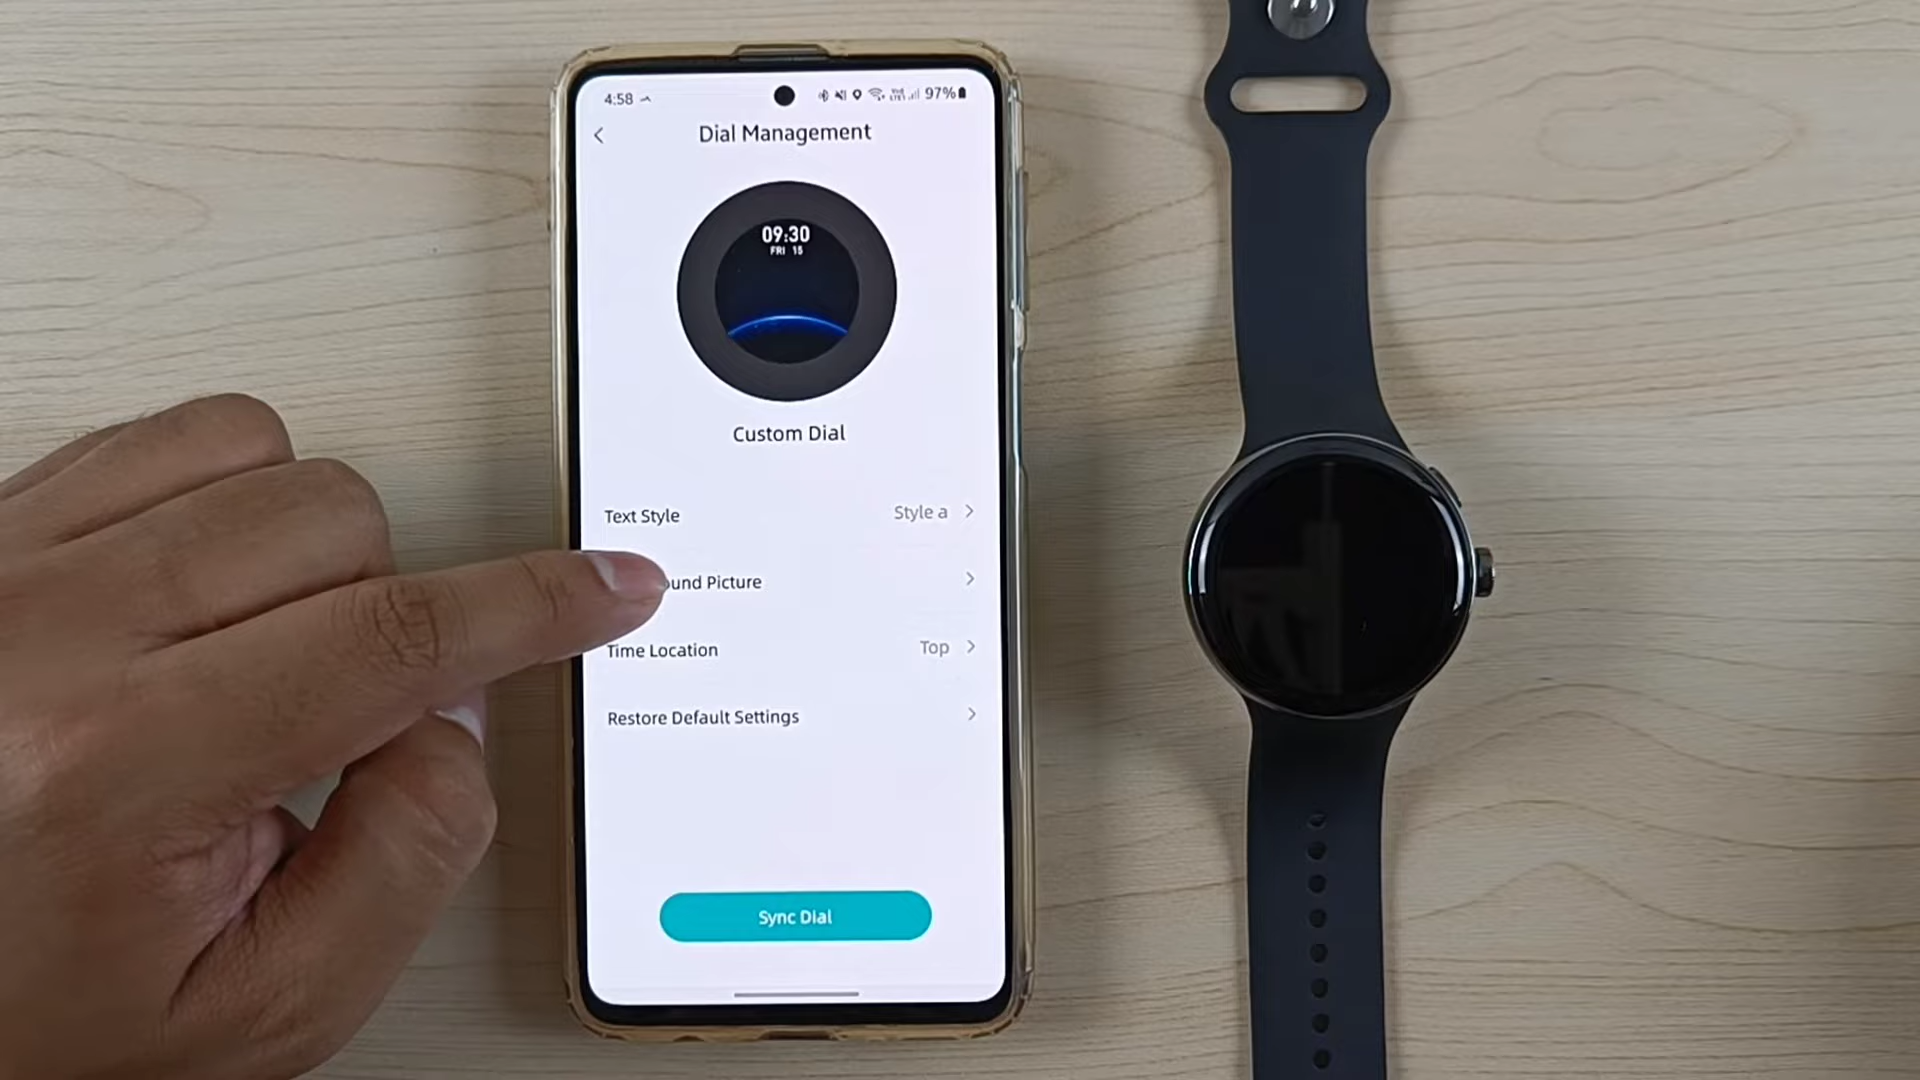 4:58
97%
Dial Management
09:30
FRI 15
Custom Dial
Text Style Style a
ound Picture
Time Location Top
Restore Default Settings
Sync Dial